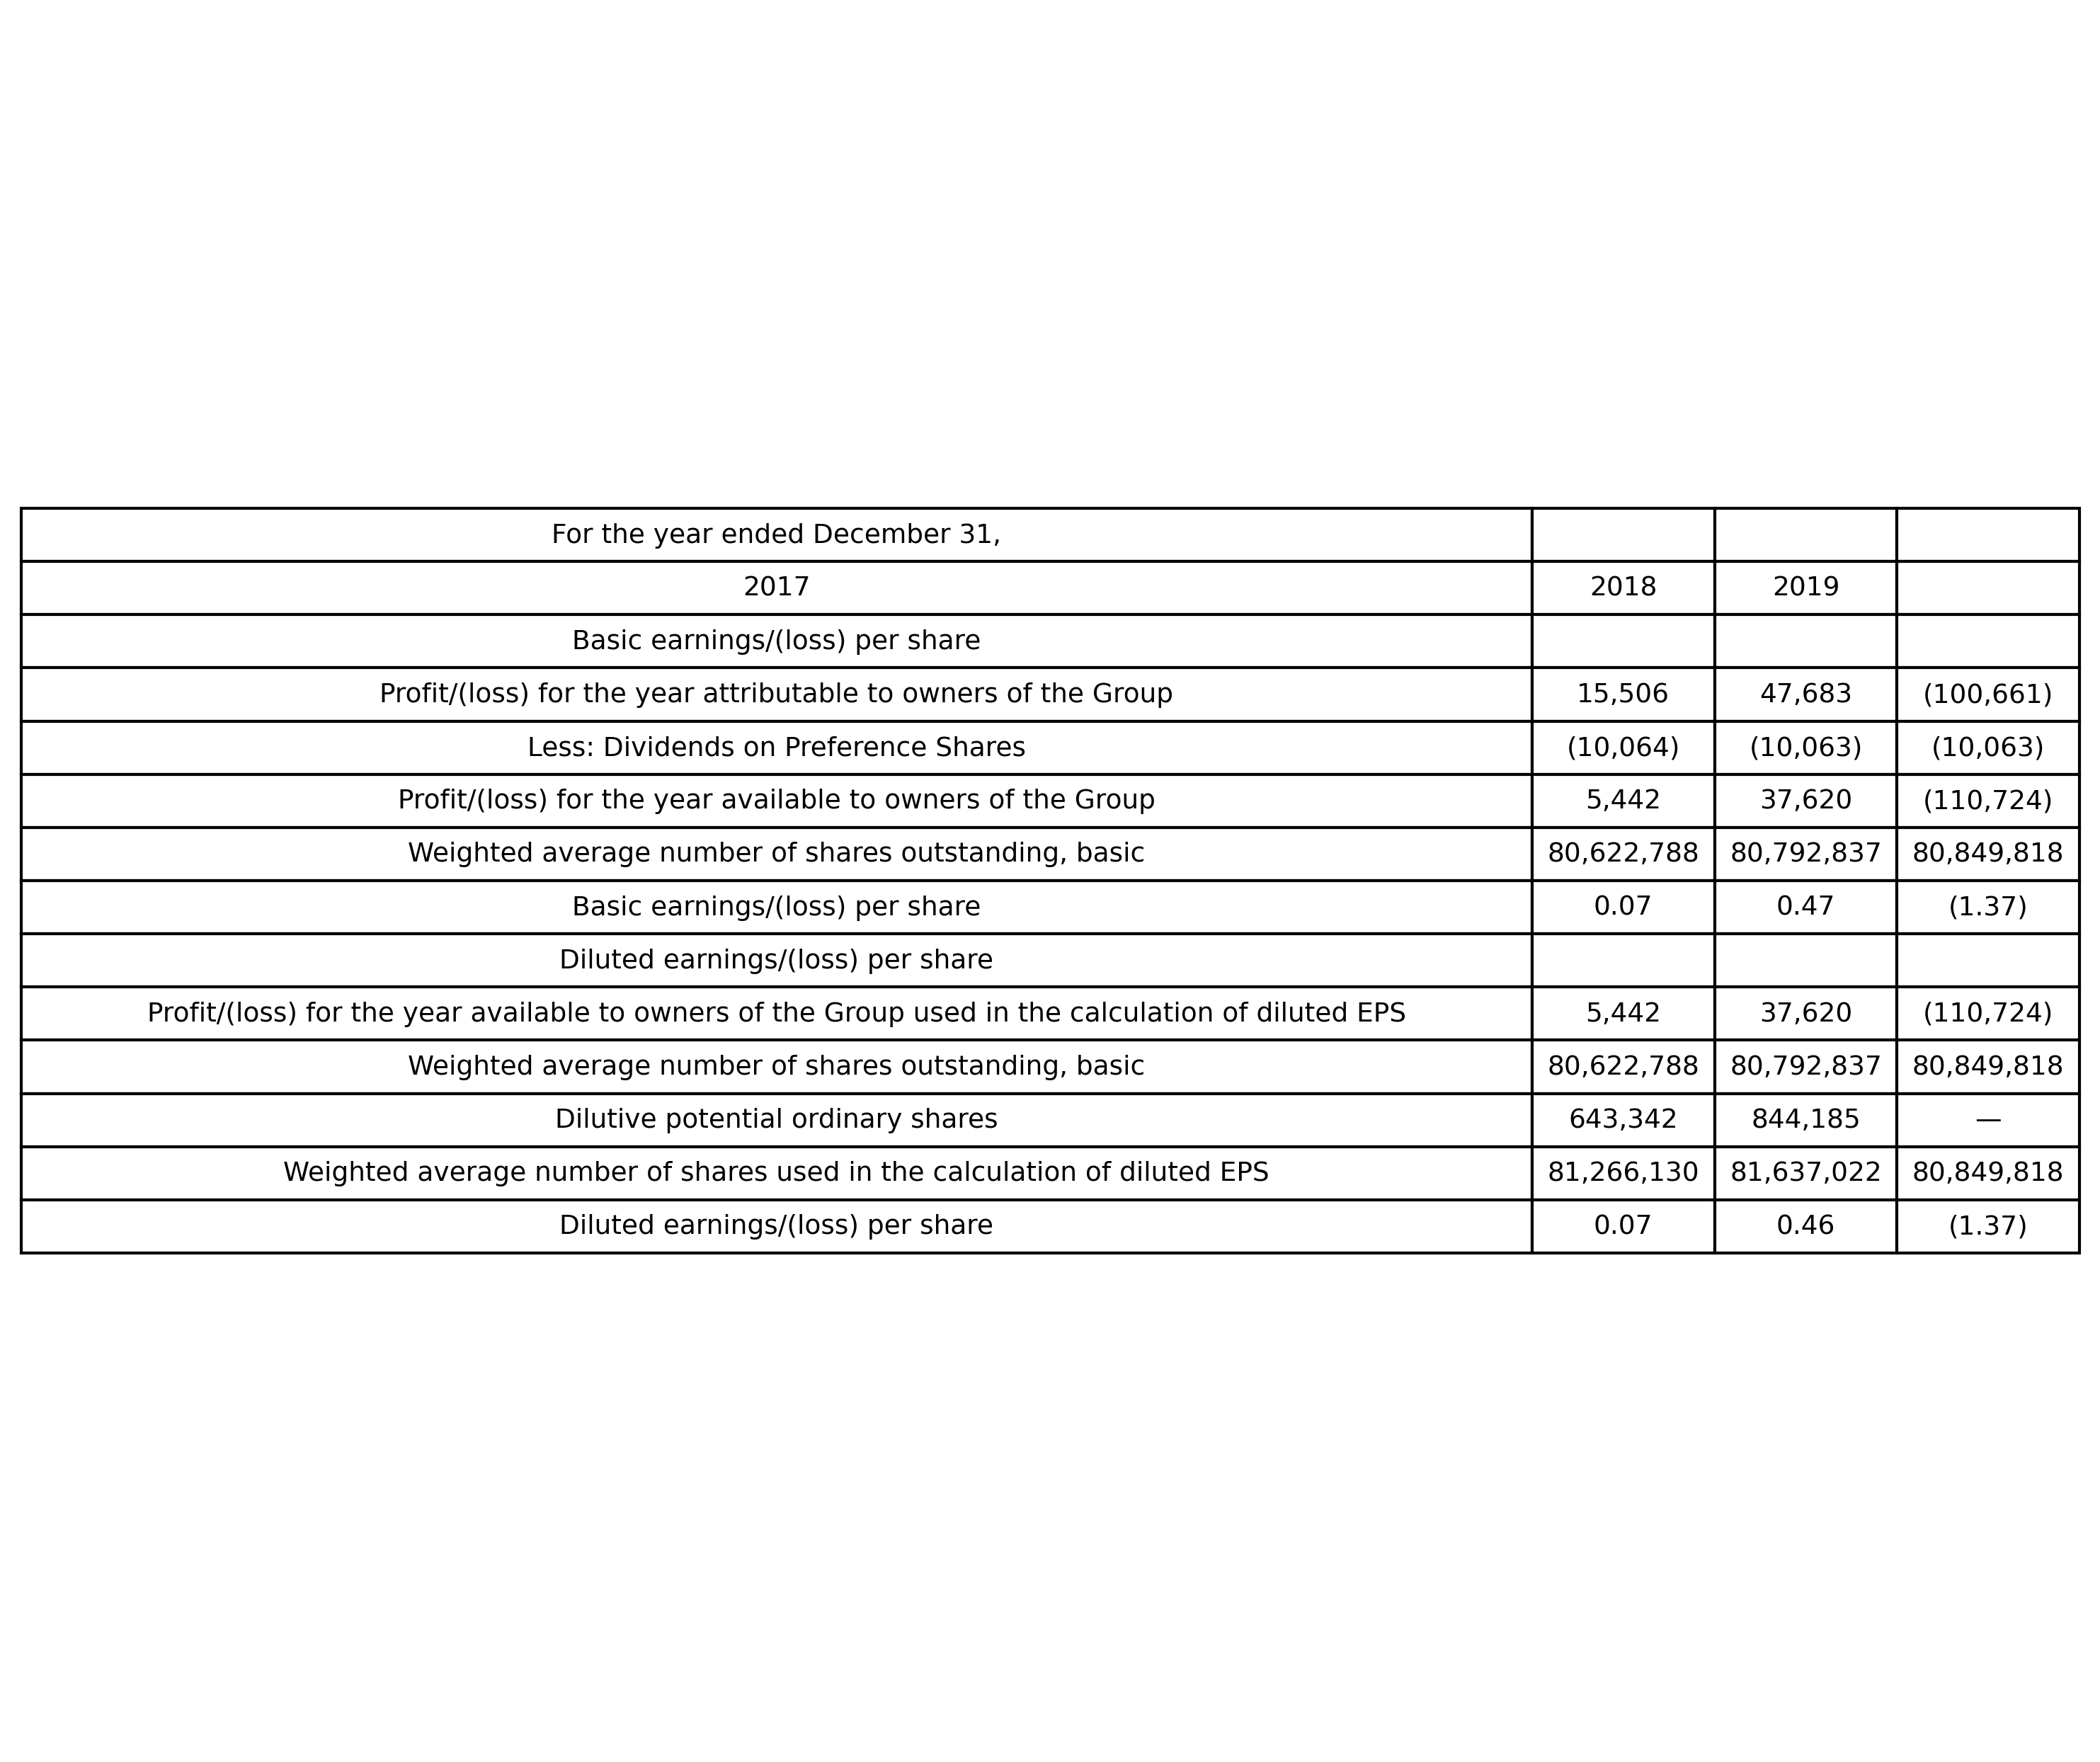 For the year ended December 31,
2017 2018 2019
Basic earnings/(loss) per share
Profit/(loss) for the year attributable to owners of the Group 15,506 47,683 (100,661)
Less: Dividends on Preference Shares (10,064) (10,063) (10,063)
Profit/(loss) for the year available to owners of the Group 5,442 37,620 (110,724)
Weighted average number of shares outstanding, basic 80,622,788 80,792,837 80,849,818
Basic earnings/(loss) per share 0.07 0.47 (1.37)
Diluted earnings/(loss) per share
Profit/(loss) for the year available to owners of the Group used in the calculation of diluted EPS 5,442 37,620 (110,724)
Weighted average number of shares outstanding, basic 80,622,788 80,792,837 80,849,818
Dilutive potential ordinary shares 643,342 844,185 —
Weighted average number of shares used in the calculation of diluted EPS 81,266,130 81,637,022 80,849,818
Diluted earnings/(loss) per share 0.07 0.46 (1.37)